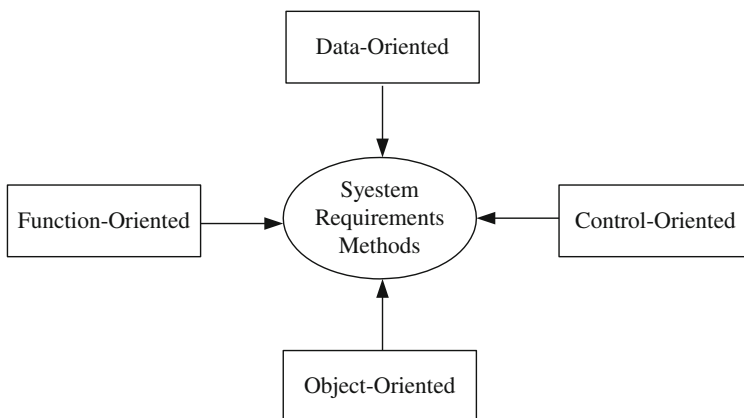 Data-Oriented
Function-Oriented
Syestem
Requirements
Methods
Control-Oriented
Object-Oriented